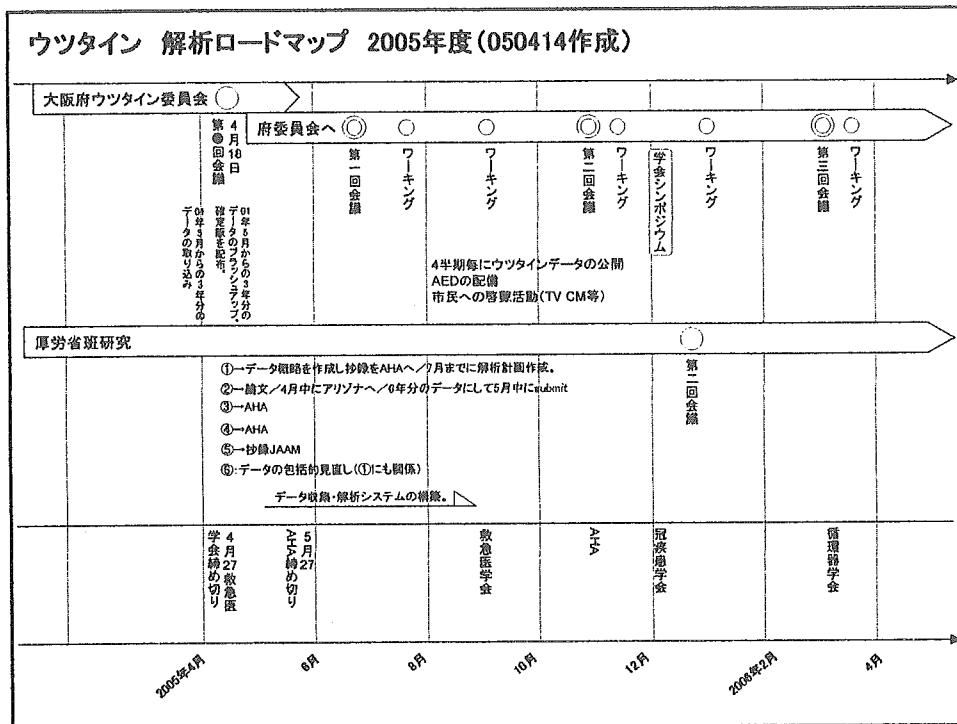 ウツタイン 解析ロードマップ 2005年度(050414作成)
大阪府ウツタイン委員会
府委員会へ
4月18日
回会議
第一回会議
ワーキング
ワーキング
第二回会議
ワーキング
学会シンポジウム
ワーキング
第三回会議
ワーキング
年5月からの3年分の
データの取り込み
01年5月からの3年分の
データのブラッシュアップ、
確定版を配布。
4半期毎にウツタインデータの公開
AEDの配備
市民への啓蒙活動(TV CM等)
厚労省班研究
第二回会議
①→データ概略を作成し抄録をAHAへ/7月までに解析計画作成。
②→論文/4月中にアリゾナへ/6年分のデータにして5月中にsubmit
③→AHA
④→AHA
⑤→抄録JAAM
⑥:データの包括的見直し(①にも関係)
データ収集・解析システムの構築。
4月27救急医
学会締め切り
5月27
AHA締め切り
救急医学会
AHA
冠疾患学会
循環器学会
2005年4月
6月
8月
10月
12月
2006年2月
4月